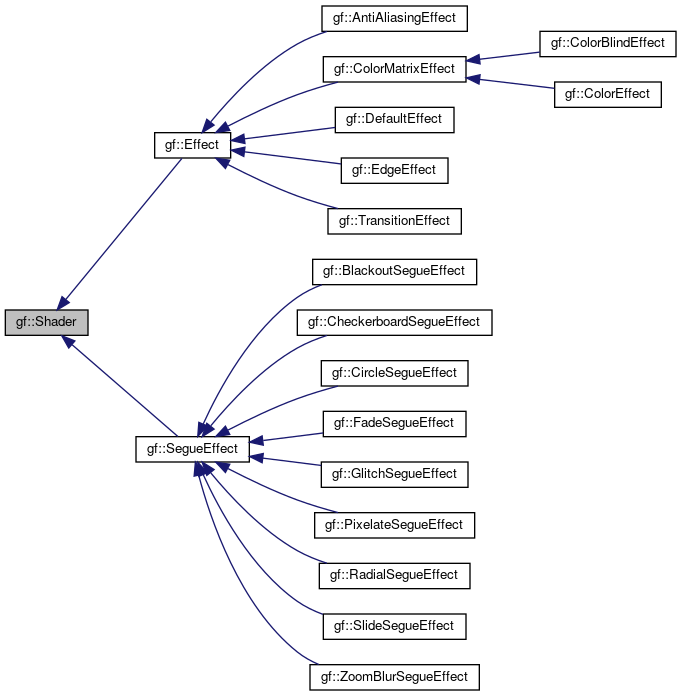 gf::AntiAliasingEffect
gf::ColorBlindEffect
gf::ColorMatrixEffect
gf::ColorEffect
gf::DefaultEffect
gf::Effect
gf::EdgeEffect
gf::TransitionEffect
gf::BlackoutSegueEffect
gf::Shader
gf::CheckerboardSegueEffect
gf::CircleSegueEffect
gf::FadeSegueEffect
gf::SegueEffect
gf::GlitchSegueEffect
gf::PixelateSegueEffect
gf::RadialSegueEffect
gf::SlideSegueEffect
gf::ZoomBlurSegueEffect